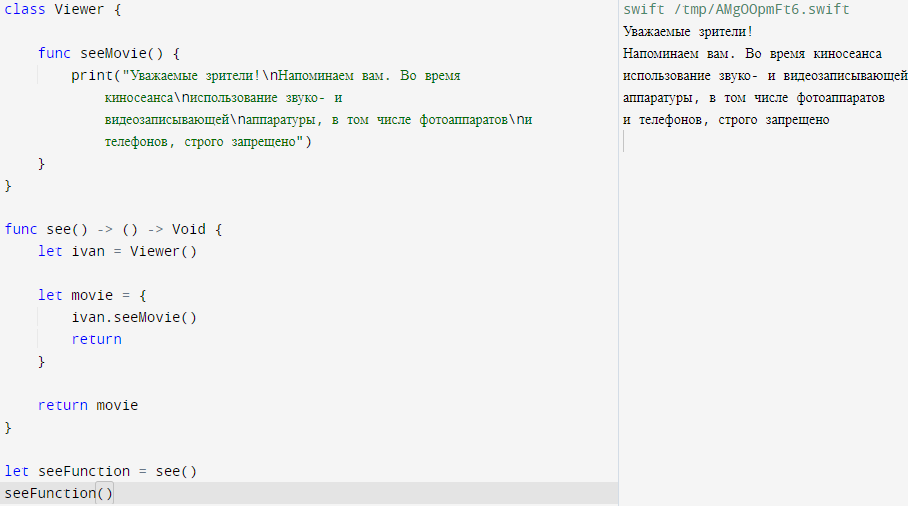 class Viewer {
func seeMovie() {
print("Уважаемые зрители!\nНапоминаем вам. Во время
киносеанса\nиспользование звуко- и
видеозаписывающей\nаппаратуры, в том числе фотоаппаратов\nи
телефонов, строго запрещено")
}
}
func see() -> () -> Void {
let ivan = Viewer()
let movie = {
ivan.seeMovie()
return
}
return movie
}
let seeFunction = see()
seeFunction()
swift /tmp/AMgOOpmFt6.swift
Уважаемые зрители!
Напоминаем вам. Во время киносеанса
использование звуко- и видеозаписывающей
аппаратуры, в том числе фотоаппаратов
и телефонов, строго запрещено